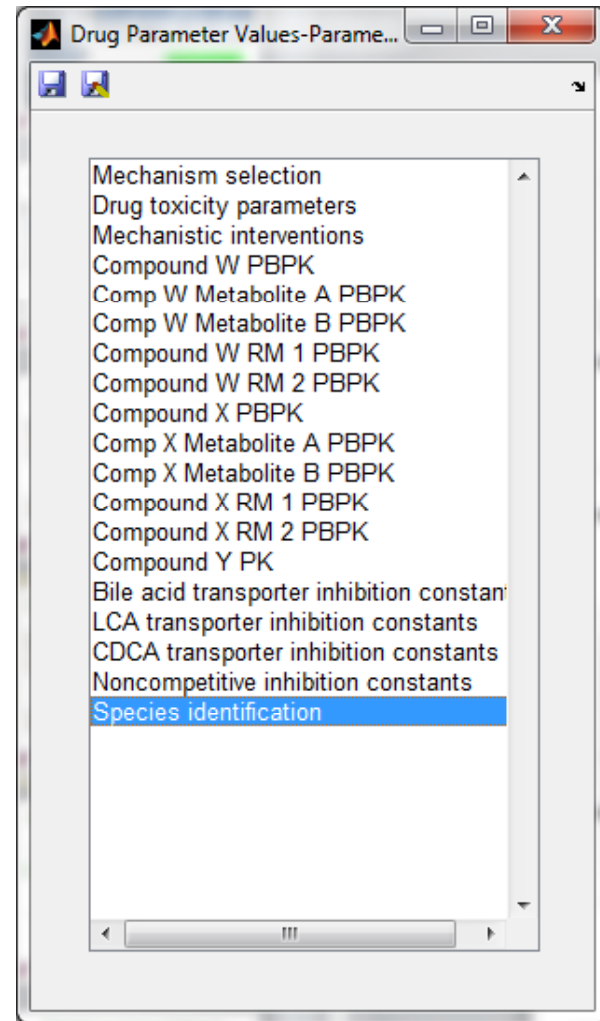 Drug Parameter Values-Parame...
Mechanism selection
Drug toxicity parameters
Mechanistic interventions
Compound W PBPK
Comp W Metabolite A PBPK
Comp W Metabolite B PBPK
Compound W RM 1 PBPK
Compound W RM 2 PBPK
Compound X PBPK
Comp X Metabolite A PBPK
Comp X Metabolite B PBPK
Compound X RM 1 PBPK
Compound X RM 2 PBPK
Compound Y PK
Bile acid transporter inhibition constan
LCA transporter inhibition constants
CDCA transporter inhibition constants
Noncompetitive inhibition constants
Species identification